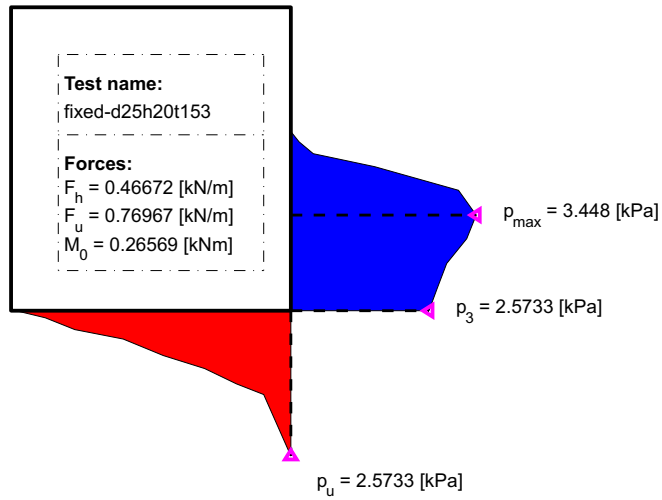 Test name:
fixed-d25h20t153
Forces:
F_h = 0.46672 [kN/m]
F_u = 0.76967 [kN/m]
M_0 = 0.26569 [kNm]
p_max = 3.448 [kPa]
p_3 = 2.5733 [kPa]
p_u = 2.5733 [kPa]